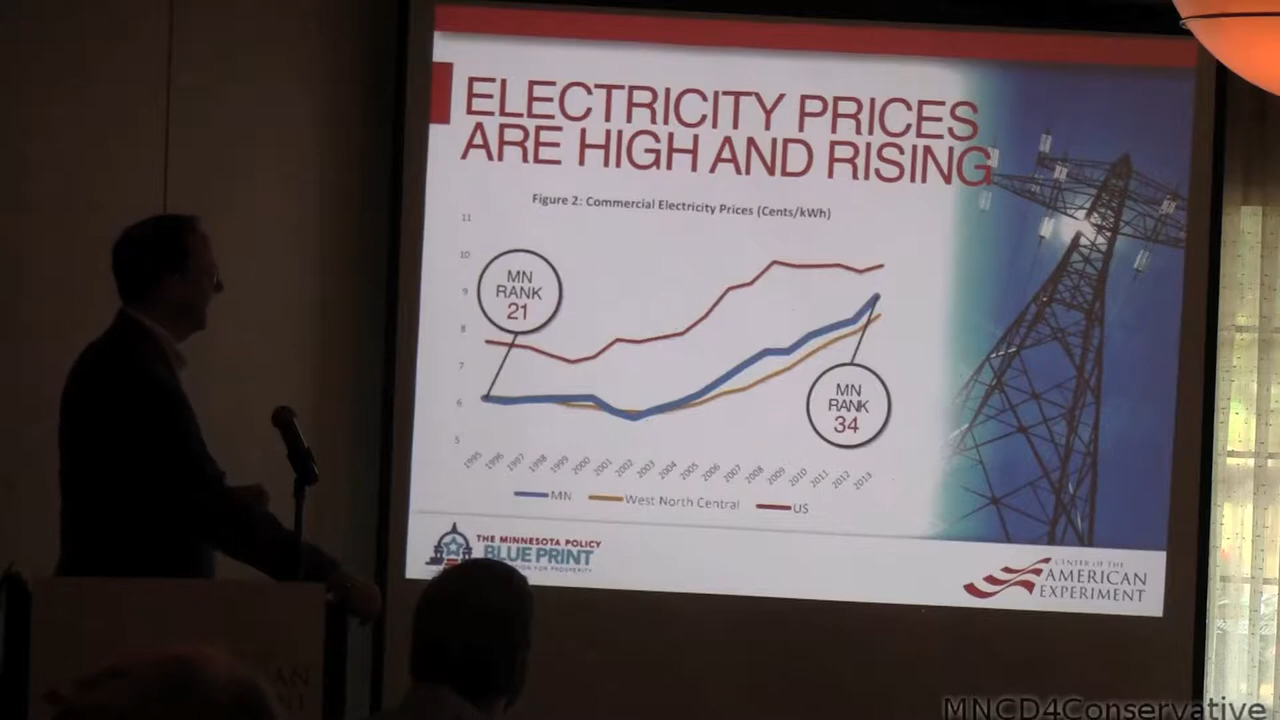 ELECTRICITY PRICES
ARE HIGH AND RISING
Figure 2: Commercial Electricity Prices (Cents/kWh)
11
10
9
8
7
6
5
MN
RANK
21
MN
RANK
34
1995 1996 1997 1998 1999 2000 2001 2002 2003 2004 2005 2006 2007 2008 2009 2010 2011 2012 2013
MN West North Central US
THE MINNESOTA POLICY
BLUE PRINT
FOR PROSPERITY
CENTER OF THE
AMERICAN
EXPERIMENT
MNCD4Conservative